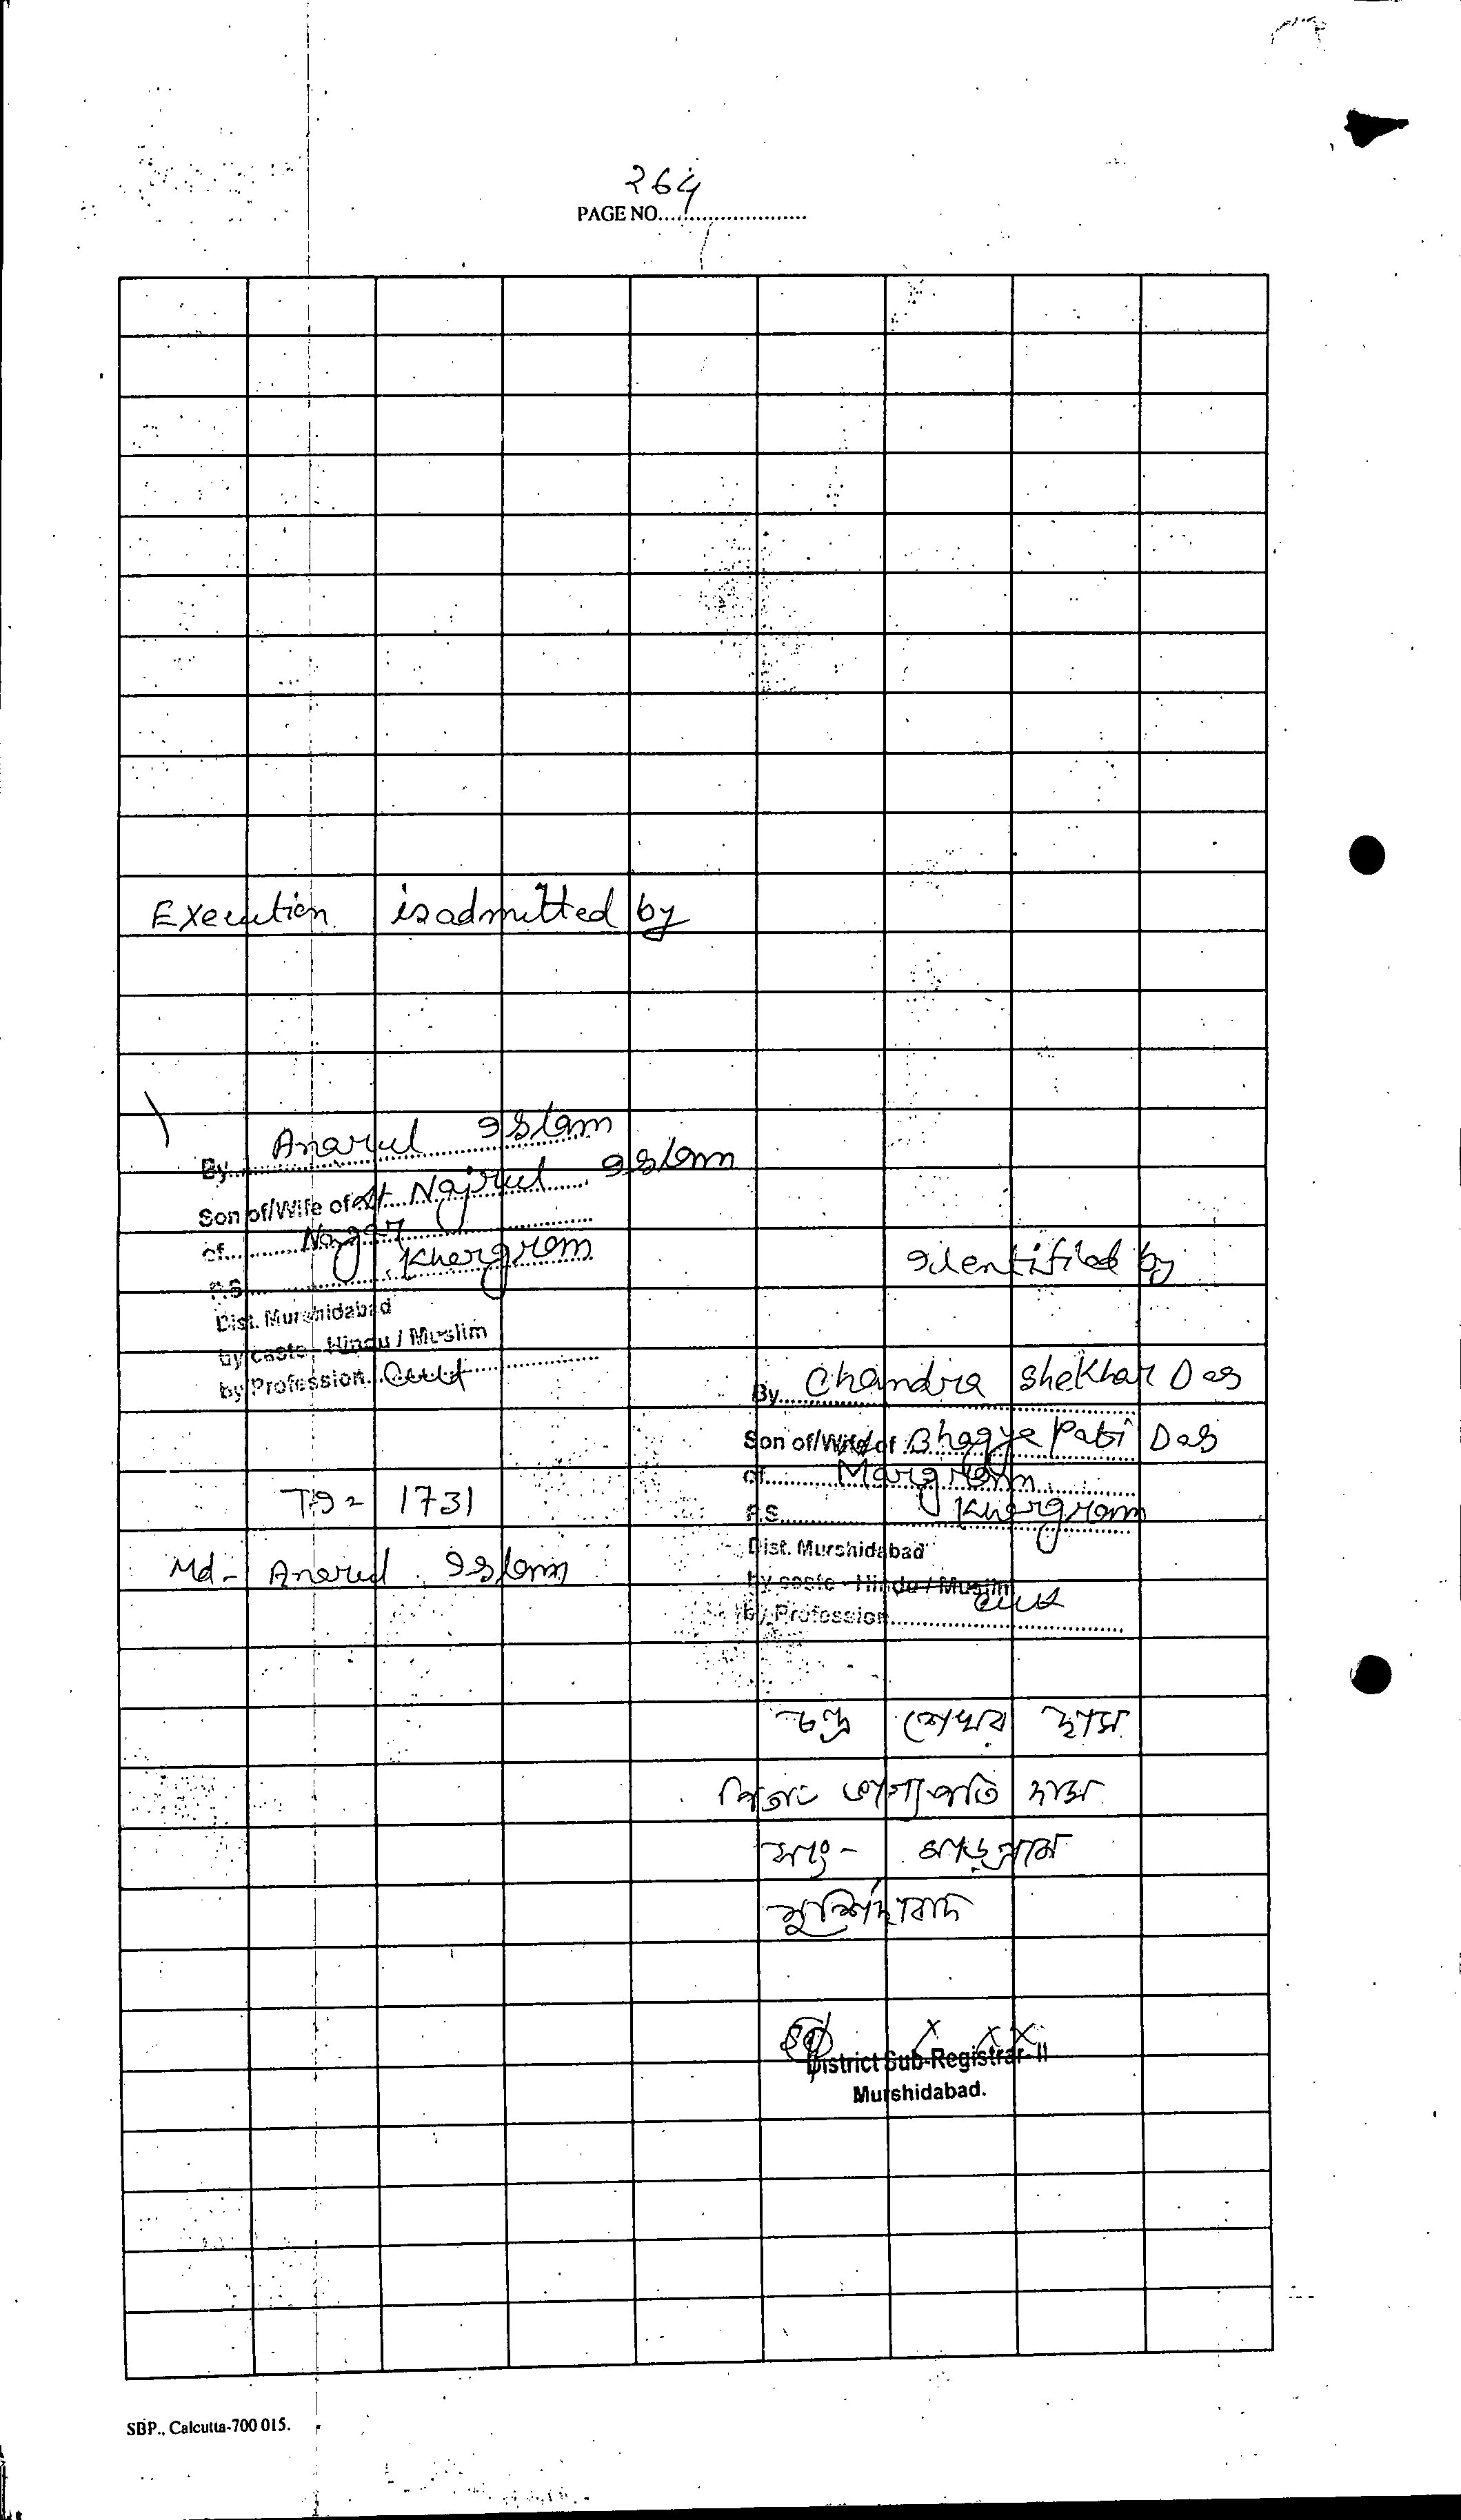 264
PAGE NO.........................
Execution is admitted by
By Anarul Islam
Son of/Wife of Lt. Najrul Islam
of Nagar
P.S. Khargram
Dist. Murshidabad
by caste - Hindu / Muslim
by Profession Cult
Identified by
By Chandra Shekhar Das
Son of/Wife of Bhagya Pati Das
of Margram
P.S. Khargram
Dist. Murshidabad
by caste - Hindu / Muslim
by Profession Cult
TI = 1731
Md - Anarul Islam
চন্দ্র শেখর দাস
পিতা ভাগ্যপতি দাস
সাং- মাড়গ্রাম
মুর্শিদাবাদ
Sd/ x x x
District Sub-Registrar-II
Murshidabad.
SBP., Calcutta-700 015.